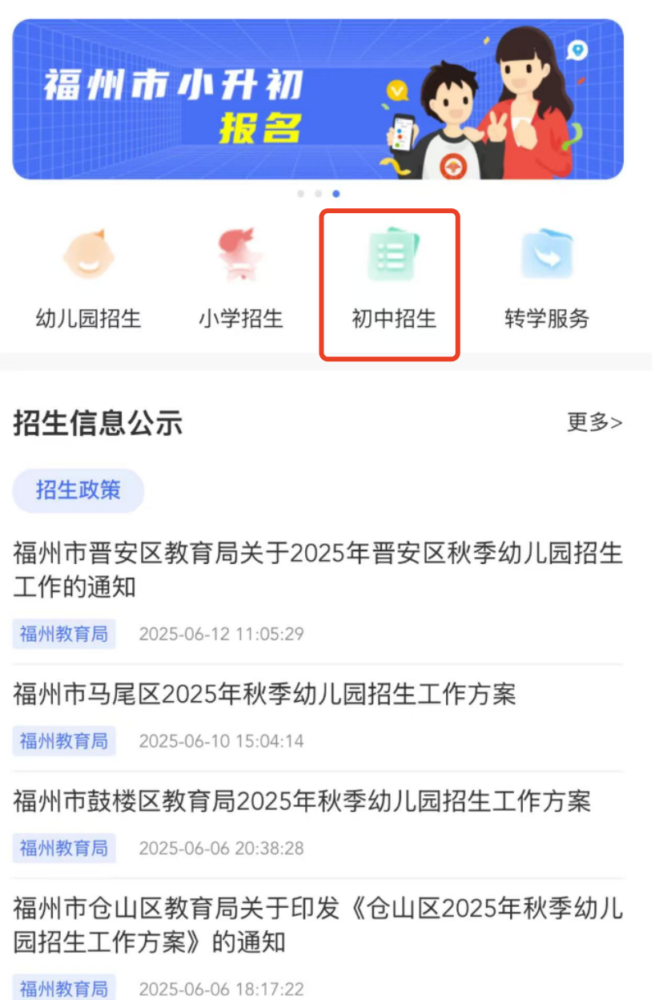 福州市小升初
报名
幼儿园招生
小学招生
初中招生
转学服务
招生信息公示
更多>
招生政策
福州市晋安区教育局关于2025年晋安区秋季幼儿园招生
工作的通知
福州教育局 2025-06-12 11:05:29
福州市马尾区2025年秋季幼儿园招生工作方案
福州教育局 2025-06-10 15:04:14
福州市鼓楼区教育局2025年秋季幼儿园招生工作方案
福州教育局 2025-06-06 20:38:28
福州市仓山区教育局关于印发《仓山区2025年秋季幼儿
园招生工作方案》的通知
福州教育局 2025-06-06 18:17:22